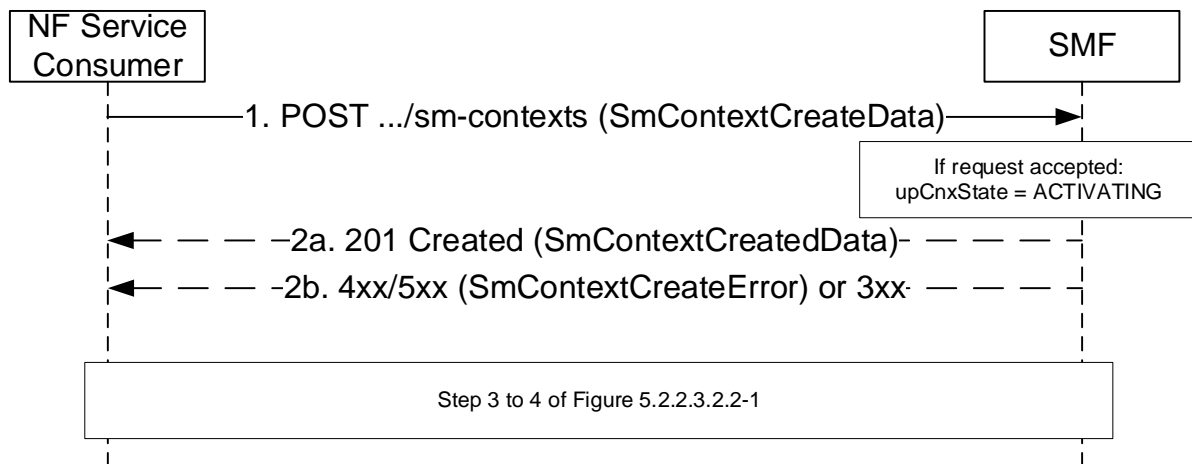 NF Service
Consumer
SMF
1. POST .../sm-contexts (SmContextCreateData)
If request accepted:
upCnxState = ACTIVATING
2a. 201 Created (SmContextCreatedData)
2b. 4xx/5xx (SmContextCreateError) or 3xx
Step 3 to 4 of Figure 5.2.2.3.2.2-1